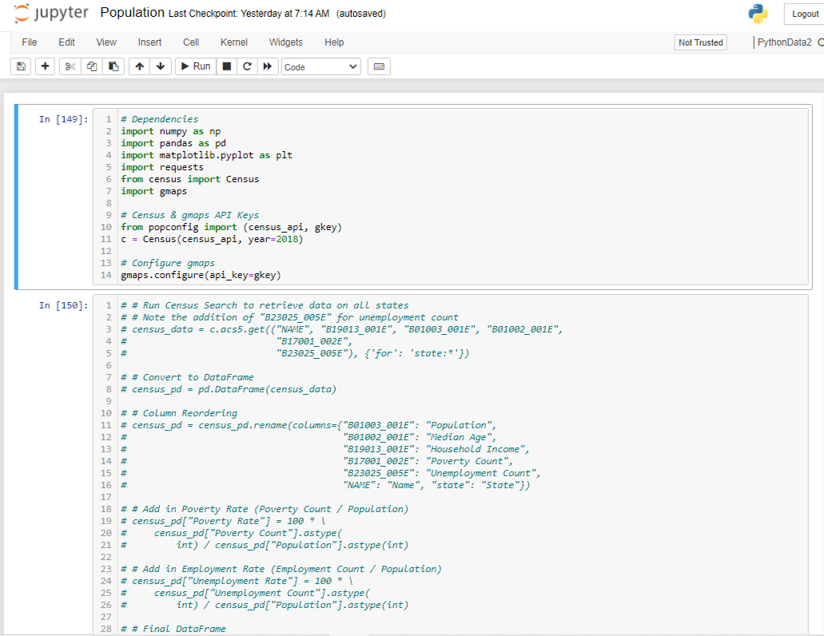 jupyter Population Last Checkpoint: Yesterday at 7:14 AM (autosaved) Logout
File Edit View Insert Cell Kernel Widgets Help Not Trusted PythonData2
Run Code
In [149]:
1 # Dependencies
2 import numpy as np
3 import pandas as pd
4 import matplotlib.pyplot as plt
5 import requests
6 from census import Census
7 import gmaps
8
9 # Census & gmaps API Keys
10 from popconfig import (census_api, gkey)
11 c = Census(census_api, year=2018)
12
13 # Configure gmaps
14 gmaps.configure(api_key=gkey)
In [150]:
1 # # Run Census Search to retrieve data on all states
2 # # Note the addition of "B23025_005E" for unemployment count
3 # census_data = c.acs5.get(("NAME", "B19013_001E", "B01003_001E", "B01002_001E",
4 #                           "B17001_002E",
5 #                           "B23025_005E"), {'for': 'state:*'})
6
7 # # Convert to DataFrame
8 # census_pd = pd.DataFrame(census_data)
9
10 # # Column Reordering
11 # census_pd = census_pd.rename(columns={"B01003_001E": "Population",
12 #                                       "B01002_001E": "Median Age",
13 #                                       "B19013_001E": "Household Income",
14 #                                       "B17001_002E": "Poverty Count",
15 #                                       "B23025_005E": "Unemployment Count",
16 #                                       "NAME": "Name", "state": "State"})
17
18 # # Add in Poverty Rate (Poverty Count / Population)
19 # census_pd["Poverty Rate"] = 100 * \
20 #     census_pd["Poverty Count"].astype(
21 #         int) / census_pd["Population"].astype(int)
22
23 # # Add in Employment Rate (Employment Count / Population)
24 # census_pd["Unemployment Rate"] = 100 * \
25 #     census_pd["Unemployment Count"].astype(
26 #         int) / census_pd["Population"].astype(int)
27
28 # # Final DataFrame